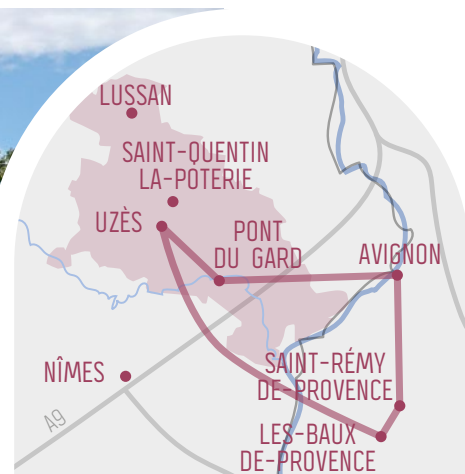 LUSSAN
SAINT-QUENTIN
LA-POTERIE
UZÈS
PONT
DU GARD
AVIGNON
NÎMES
SAINT-RÉMY
DE-PROVENCE
A9
LES-BAUX
DE-PROVENCE